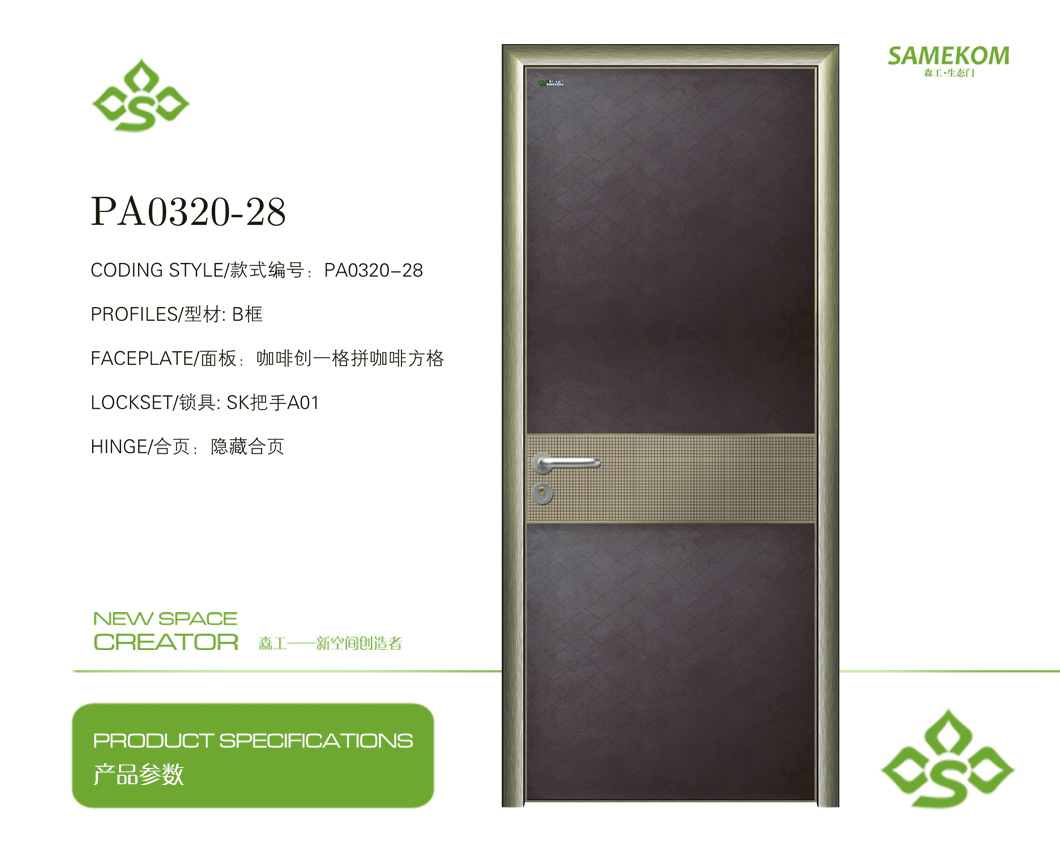 SAMEKOM
森工·生态门
PA0320-28
CODING STYLE/款式编号：PA0320-28
PROFILES/型材: B框
FACEPLATE/面板：咖啡创一格拼咖啡方格
LOCKSET/锁具: SK把手A01
HINGE/合页：隐藏合页
NEW SPACE
CREATOR 森工——新空间创造者
PRODUCT SPECIFICATIONS
产品参数